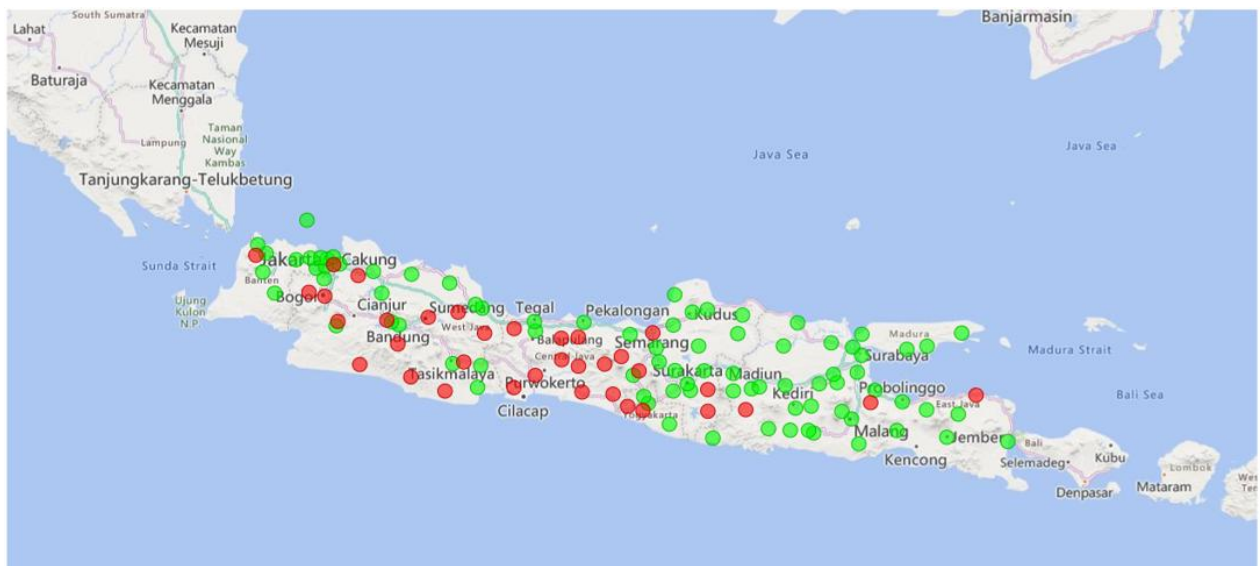 South Sumatra
Banjarmasin
Lahat
Kecamatan
Mesuji
Baturaja
Kecamatan
Menggala
Taman
Nasional
Way
Kambas
Lampung
Java Sea
Java Sea
Tanjungkarang-Telukbetung
Sunda Strait
Jakarta
Cakung
Banten
Bogor
Ujung
Kulon
N.P
Cianjur
Sumedang
Tegal
Pekalongan
Kudus
West Java
Bandung
Balapulang
Semarang
Madura
Madura Strait
Central Java
Surabaya
Tasikmalaya
Purwokerto
Surakarta
Madiun
Probolinggo
Kediri
Bali Sea
Cilacap
Yogyakarta
East Java
Malang
Jember
Bali
Kencong
Selemadeg
Kubu
Lombok
Denpasar
Mataram
Wes
Ter